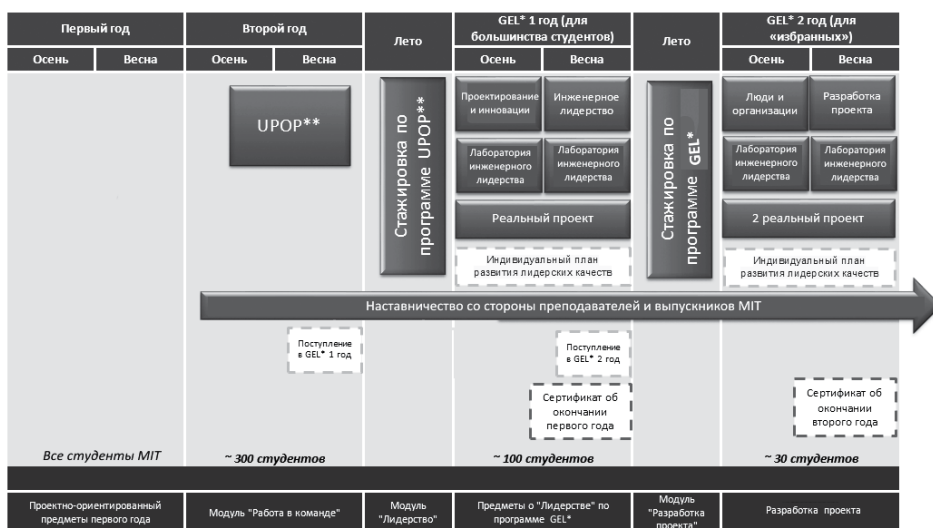 Первый год
Второй год
Лето
GEL* 1 год (для
большинства студентов)
Лето
GEL* 2 год (для
«избранных»)
Осень
Весна
Осень
Весна
Осень
Весна
Осень
Весна
UPOP**
Стажировка по
программе UPOP**
Проектирование
и инновации
Инженерное
лидерство
Стажировка по
программе GEL*
Люди и
организации
Разработка
проекта
Лаборатория
инженерного
лидерства
Лаборатория
инженерного
лидерства
Лаборатория
инженерного
лидерства
Лаборатория
инженерного
лидерства
Реальный проект
2 реальный проект
Индивидуальный план
развития лидерских качеств
Индивидуальный план
развития лидерских качеств
Наставничество со стороны преподавателей и выпускников MIT
Поступление
в GEL* 1 год
Поступление
в GEL* 2 год
Сертификат об
окончании
первого года
Сертификат об
окончании
второго года
Все студенты MIT
~ 300 студентов
~ 100 студентов
~ 30 студентов
Проектно-ориентированный
предметы первого года
Модуль "Работа в команде"
Модуль
"Лидерство"
Предметы о "Лидерстве" по
программе GEL*
Модуль
"Разработка
проекта"
Разработка проекта